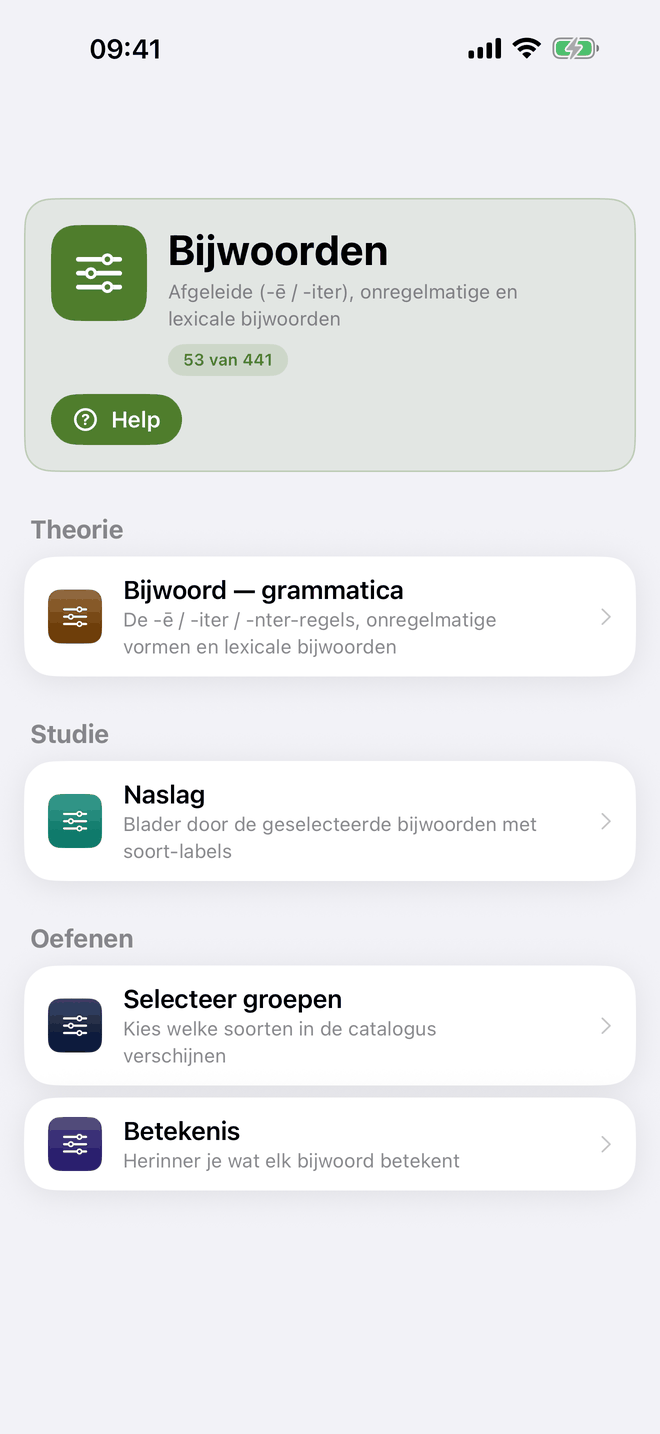 09:41
Bijwoorden
Afgeleide (-ē / -iter), onregelmatige en
lexicale bijwoorden
53 van 441
Help
Theorie
Bijwoord — grammatica
De -ē / -iter / -nter-regels, onregelmatige
vormen en lexicale bijwoorden
Studie
Naslag
Blader door de geselecteerde bijwoorden met
soort-labels
Oefenen
Selecteer groepen
Kies welke soorten in de catalogus
verschijnen
Betekenis
Herinner je wat elk bijwoord betekent